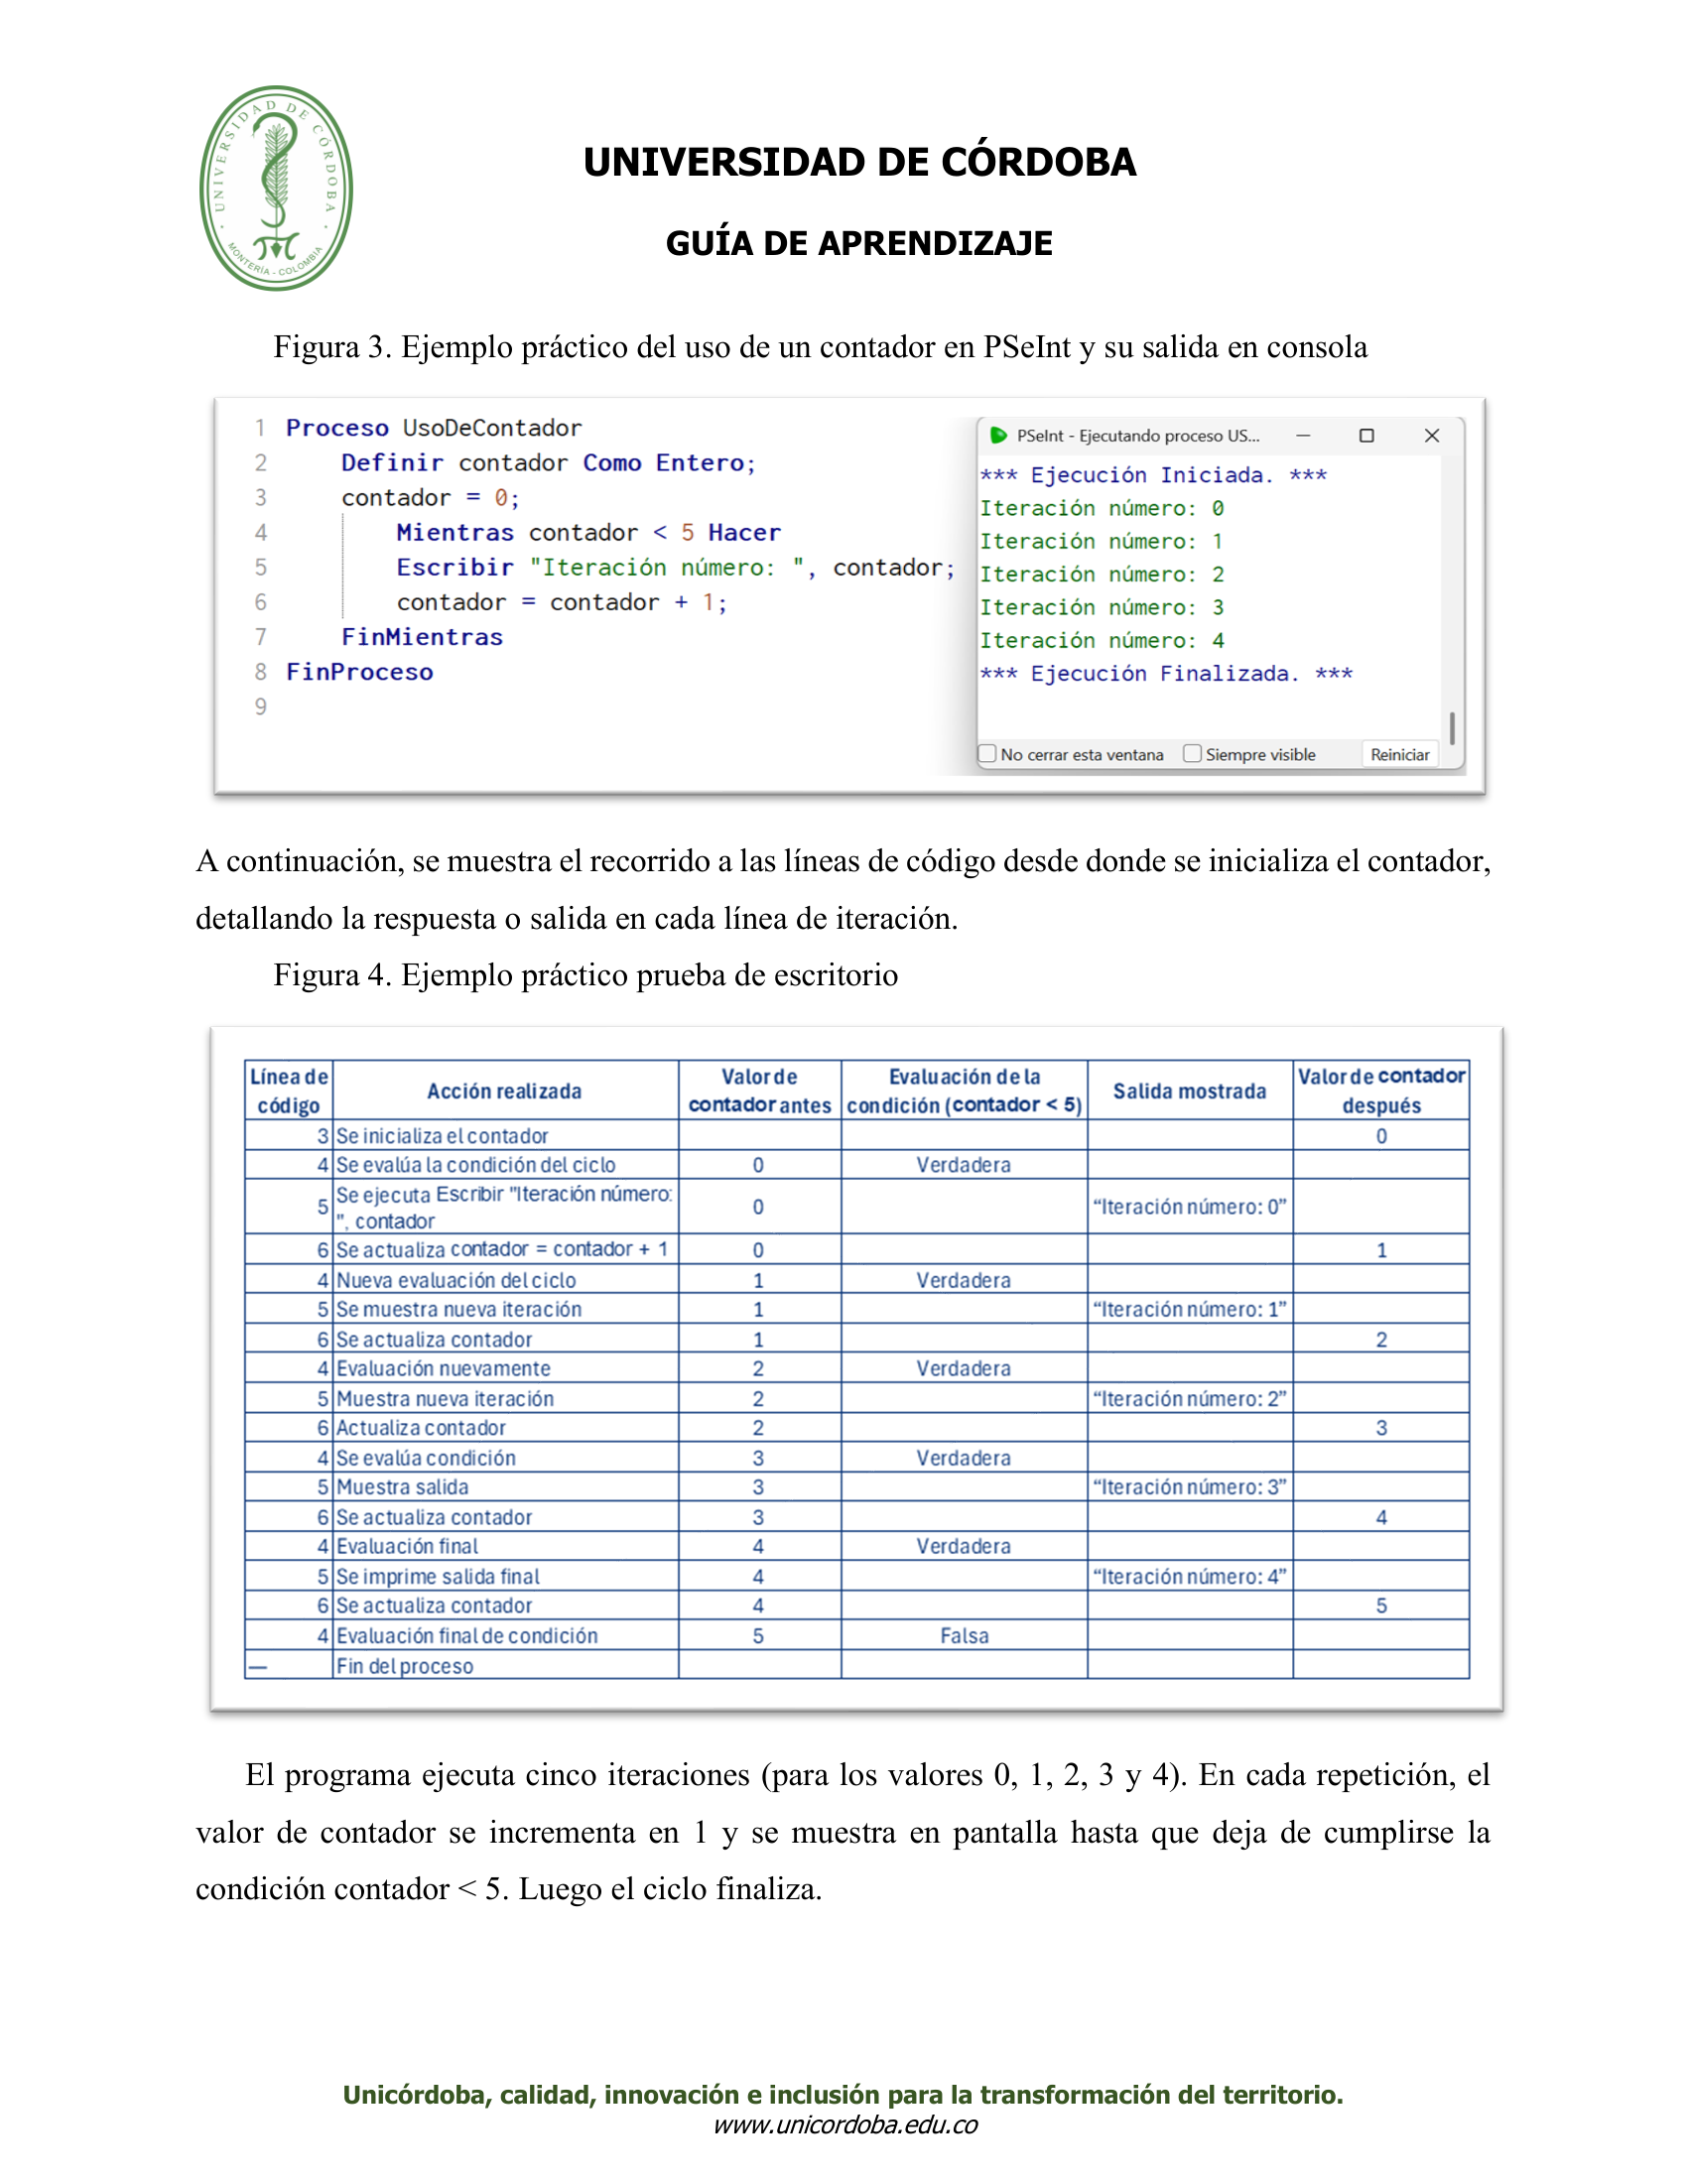 UNIVERSIDAD DE CÓRDOBA
MONTERÍA - COLOMBIA
UNIVERSIDAD DE CÓRDOBA
GUÍA DE APRENDIZAJE
Figura 3. Ejemplo práctico del uso de un contador en PSeInt y su salida en consola
1 Proceso UsoDeContador
2 Definir contador Como Entero;
3 contador = 0;
4 Mientras contador < 5 Hacer
5 Escribir "Iteración número: ", contador;
6 contador = contador + 1;
7 FinMientras
8 FinProceso
9
PSeInt - Ejecutando proceso US...
*** Ejecución Iniciada. ***
Iteración número: 0
Iteración número: 1
Iteración número: 2
Iteración número: 3
Iteración número: 4
*** Ejecución Finalizada. ***
No cerrar esta ventana Siempre visible Reiniciar
A continuación, se muestra el recorrido a las líneas de código desde donde se inicializa el contador,
detallando la respuesta o salida en cada línea de iteración.
Figura 4. Ejemplo práctico prueba de escritorio
Línea de código Acción realizada Valor de contador antes Evaluación de la condición (contador < 5) Salida mostrada Valor de contador después
3 Se inicializa el contador 0
4 Se evalúa la condición del ciclo 0 Verdadera
5 Se ejecuta Escribir "Iteración número: ", contador 0 “Iteración número: 0”
6 Se actualiza contador = contador + 1 0 1
4 Nueva evaluación del ciclo 1 Verdadera
5 Se muestra nueva iteración 1 “Iteración número: 1”
6 Se actualiza contador 1 2
4 Evaluación nuevamente 2 Verdadera
5 Muestra nueva iteración 2 “Iteración número: 2”
6 Actualiza contador 2 3
4 Se evalúa condición 3 Verdadera
5 Muestra salida 3 “Iteración número: 3”
6 Se actualiza contador 3 4
4 Evaluación final 4 Verdadera
5 Se imprime salida final 4 “Iteración número: 4”
6 Se actualiza contador 4 5
4 Evaluación final de condición 5 Falsa
— Fin del proceso
El programa ejecuta cinco iteraciones (para los valores 0, 1, 2, 3 y 4). En cada repetición, el
valor de contador se incrementa en 1 y se muestra en pantalla hasta que deja de cumplirse la
condición contador < 5. Luego el ciclo finaliza.
Unicórdoba, calidad, innovación e inclusión para la transformación del territorio.
www.unicordoba.edu.co